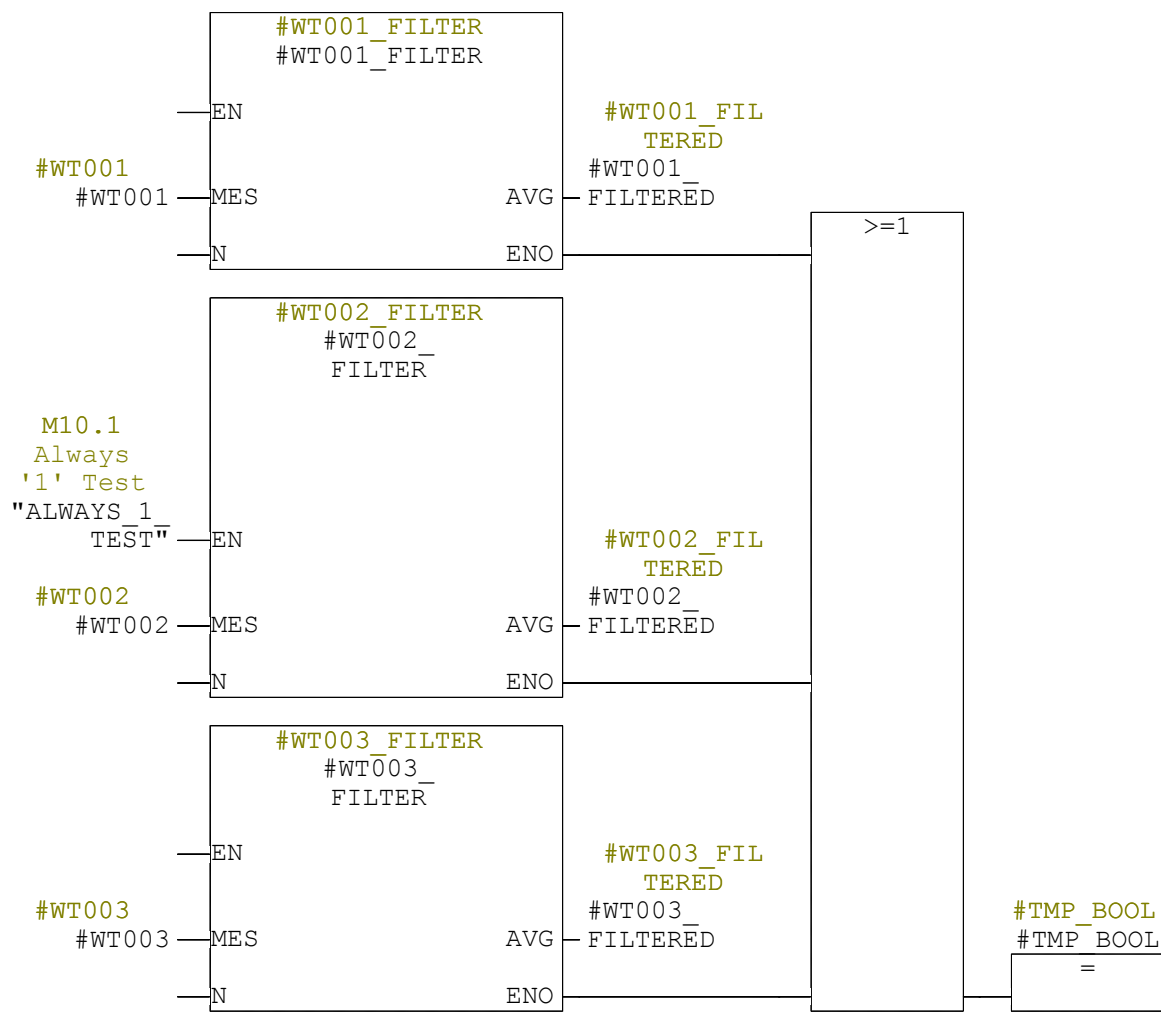 #WT001_FILTER
#WT001_FILTER
EN
#WT001_FIL
TERED
#WT001
#WT001_
#WT001
MES
AVG
FILTERED
>=1
N
ENO
#WT002_FILTER
#WT002_
FILTER
M10.1
Always
'1' Test
"ALWAYS_1_
TEST"
EN
#WT002_FIL
TERED
#WT002
#WT002_
#WT002
MES
AVG
FILTERED
N
ENO
#WT003_FILTER
#WT003_
FILTER
EN
#WT003_FIL
TERED
#WT003
#WT003_
#TMP_BOOL
#WT003
MES
AVG
FILTERED
#TMP_BOOL
=
N
ENO